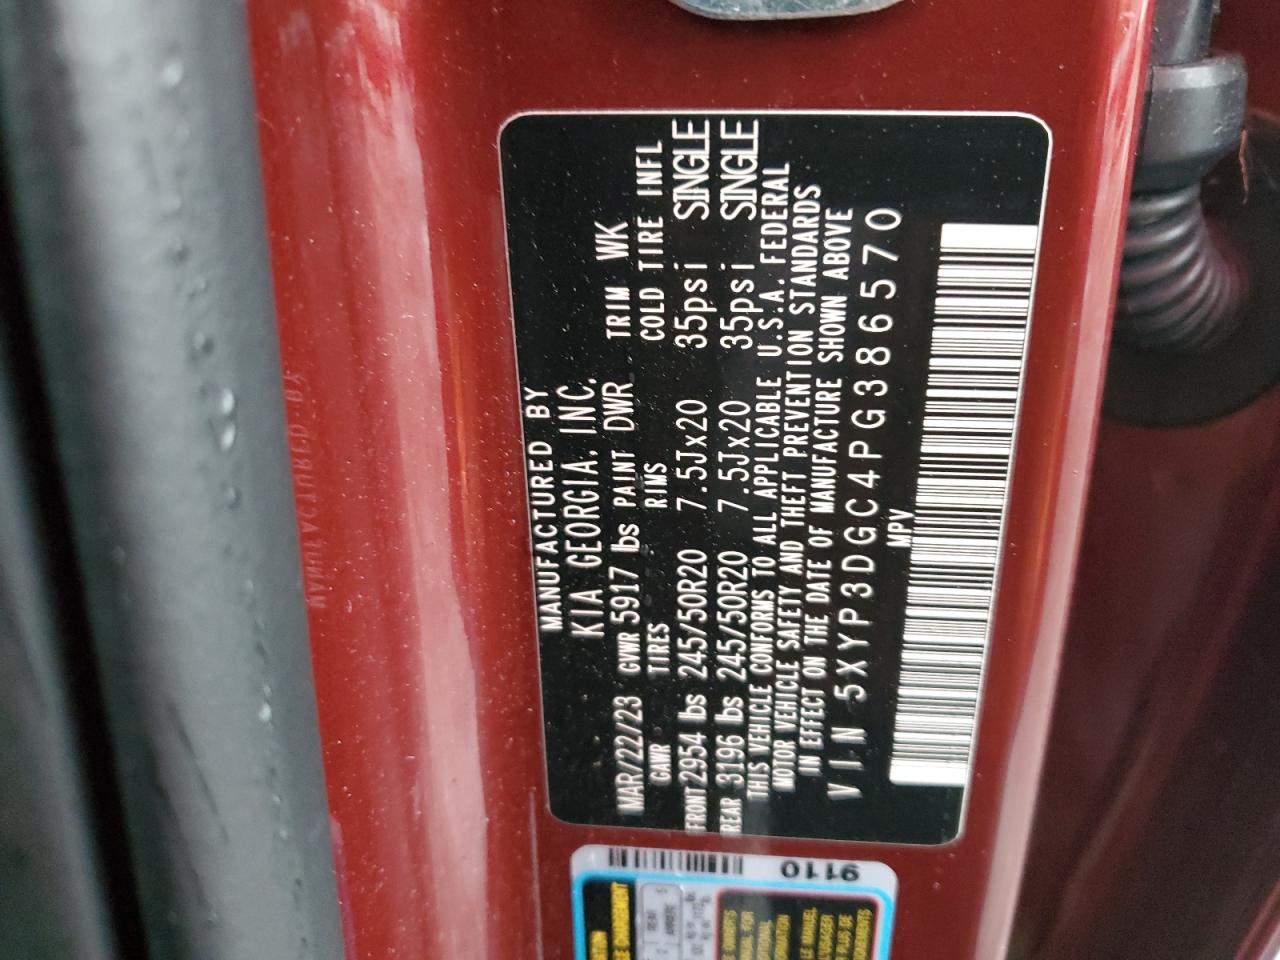 MANUFACTURED BY
KIA GEORGIA, INC.
MAR/22/23 GVWR 5917 lbs PAINT DWR TRIM WK
GAWR TIRES RIMS COLD TIRE INFL
FRONT 2954 lbs 245/50R20 7.5Jx20 35psi SINGLE
REAR 3196 lbs 245/50R20 7.5Jx20 35psi SINGLE
THIS VEHICLE CONFORMS TO ALL APPLICABLE U.S.A. FEDERAL
MOTOR VEHICLE SAFETY AND THEFT PREVENTION STANDARDS
IN EFFECT ON THE DATE OF MANUFACTURE SHOWN ABOVE
VIN 5XYP3DGC4PG386570
MPV
9110